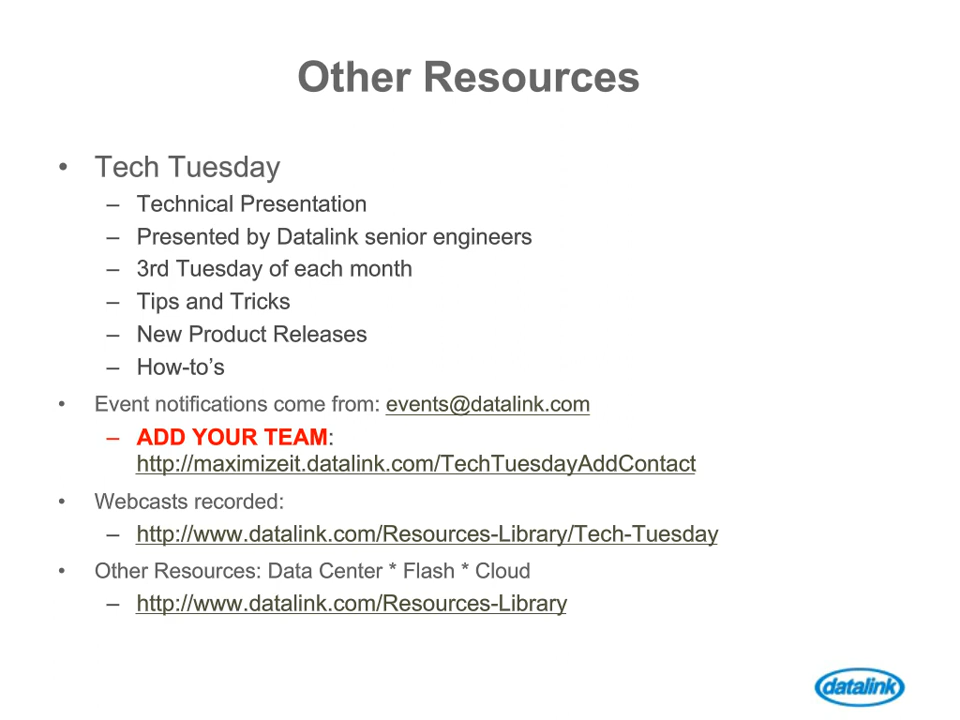 Other Resources
• Tech Tuesday
– Technical Presentation
– Presented by Datalink senior engineers
– 3rd Tuesday of each month
– Tips and Tricks
– New Product Releases
– How-to’s
• Event notifications come from: events@datalink.com
– ADD YOUR TEAM:
http://maximizeit.datalink.com/TechTuesdayAddContact
• Webcasts recorded:
– http://www.datalink.com/Resources-Library/Tech-Tuesday
• Other Resources: Data Center * Flash * Cloud
– http://www.datalink.com/Resources-Library
datalink